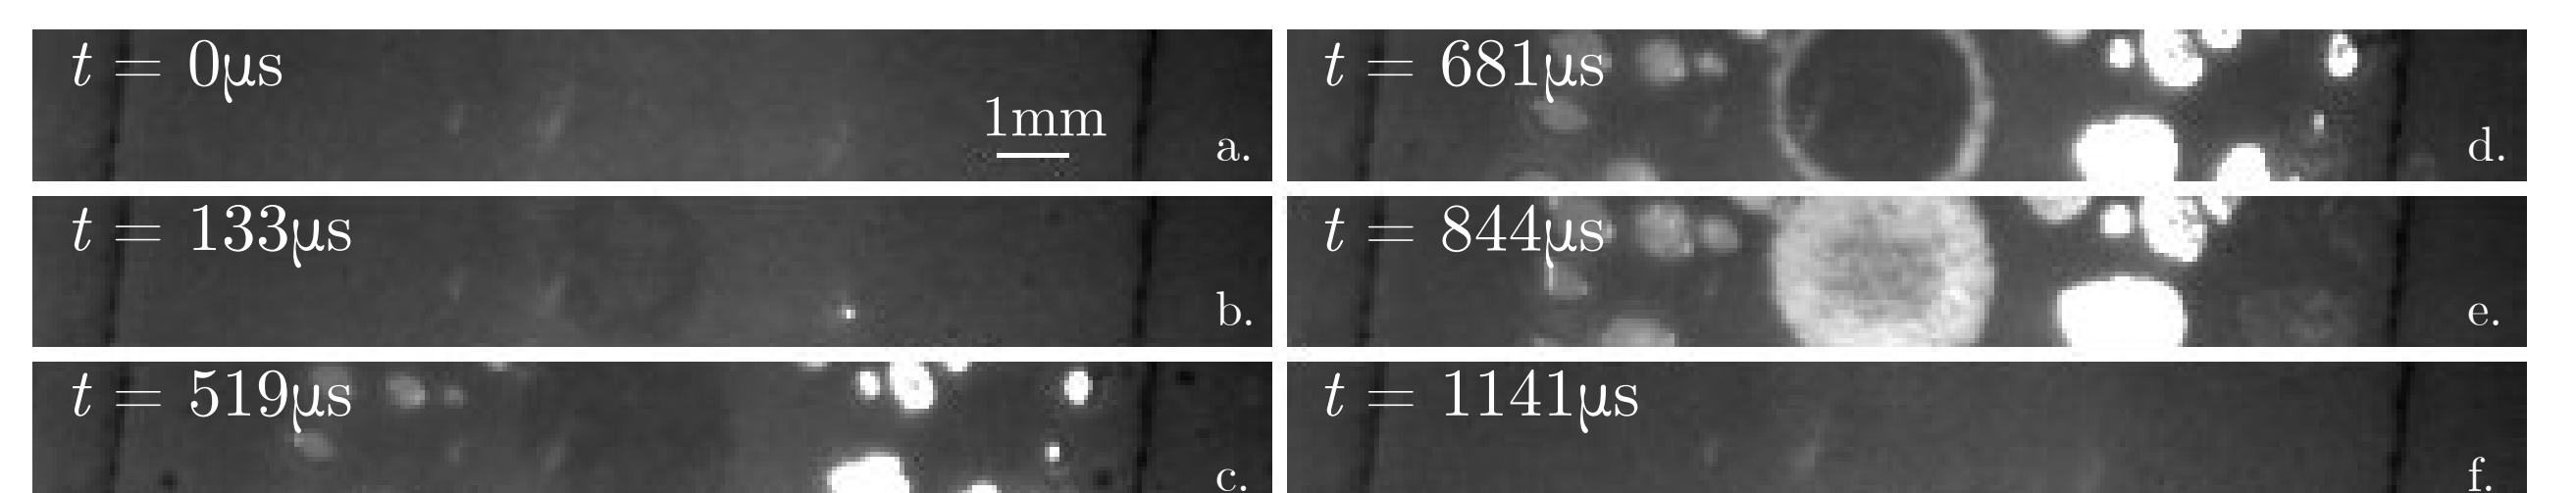 t = 0μs
1mm
a.
t = 133μs
b.
t = 519μs
c.
t = 681μs
d.
t = 844μs
e.
t = 1141μs
f.